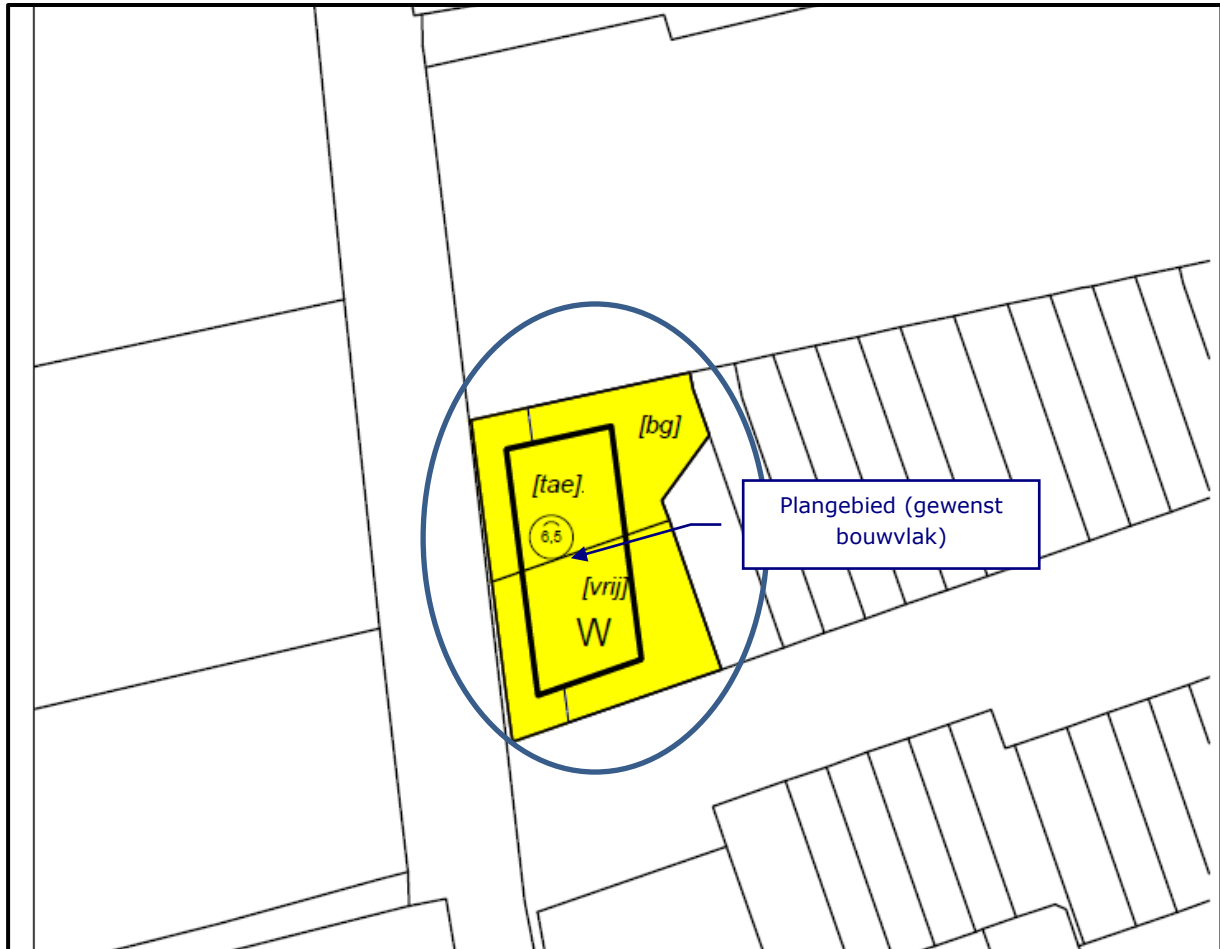 [bg]
[tae].
6,5
Plangebied (gewenst
bouwvlak)
[vrij]
W